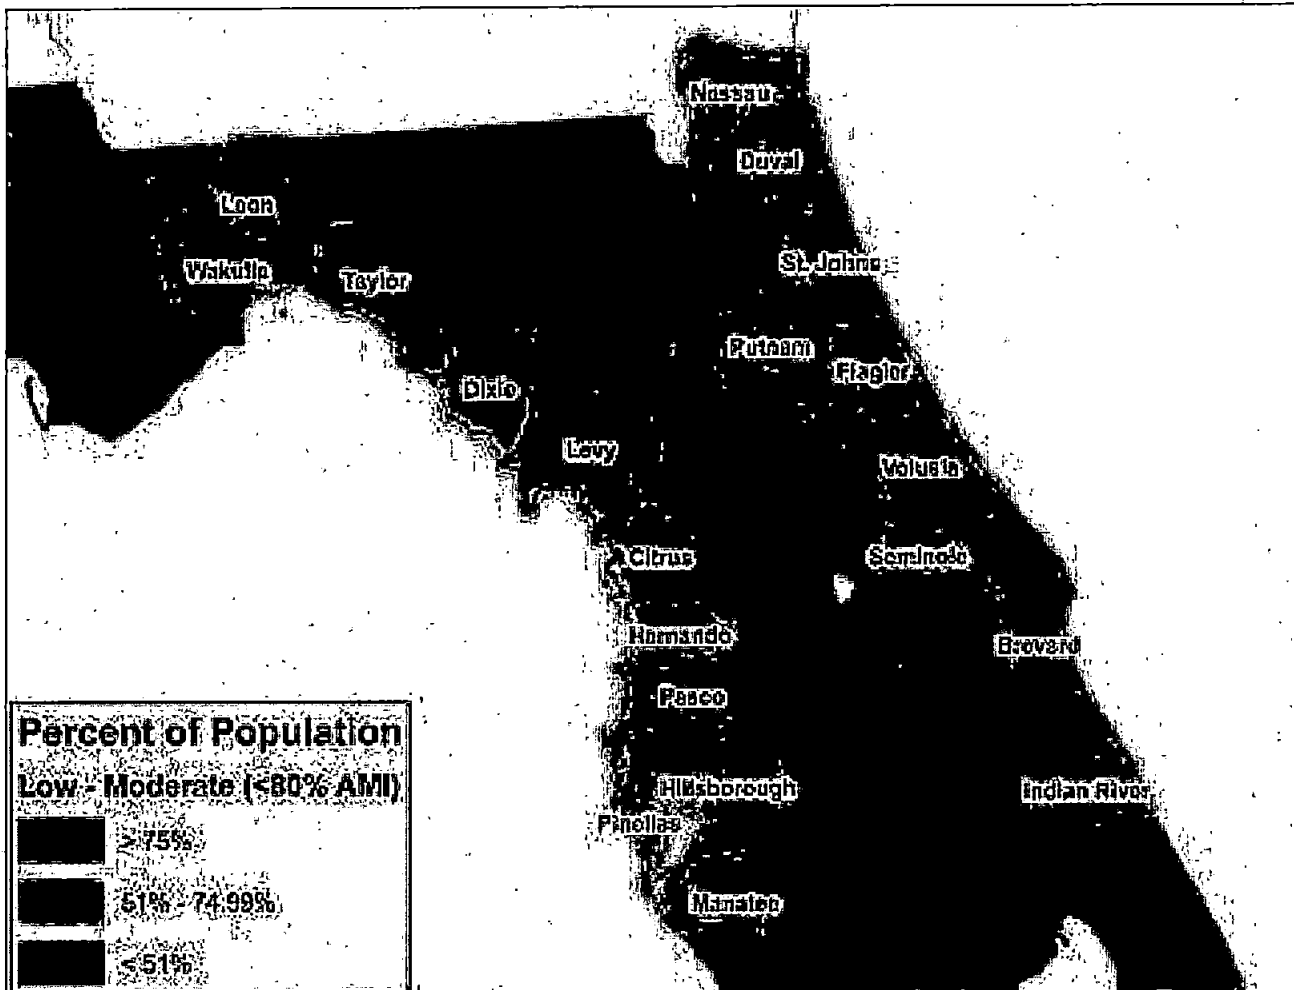 Nassau
Duval
Leon
St. Johns
Wakulla
Taylor
Putnam
Flagler
Dixie
Levy
Volusia
Citrus
Seminole
Hernando
Brevard
Pasco
Percent of Population
Low - Moderate (<80% AMI)
Hillsborough
Indian River
Pinellas
> 75%
51% - 74.99%
Manatee
< 51%